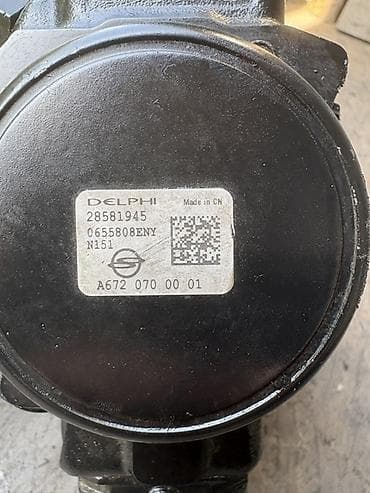 DELPHI Made in CN
28581945
0655808ENY
N151
A672 070 00 01